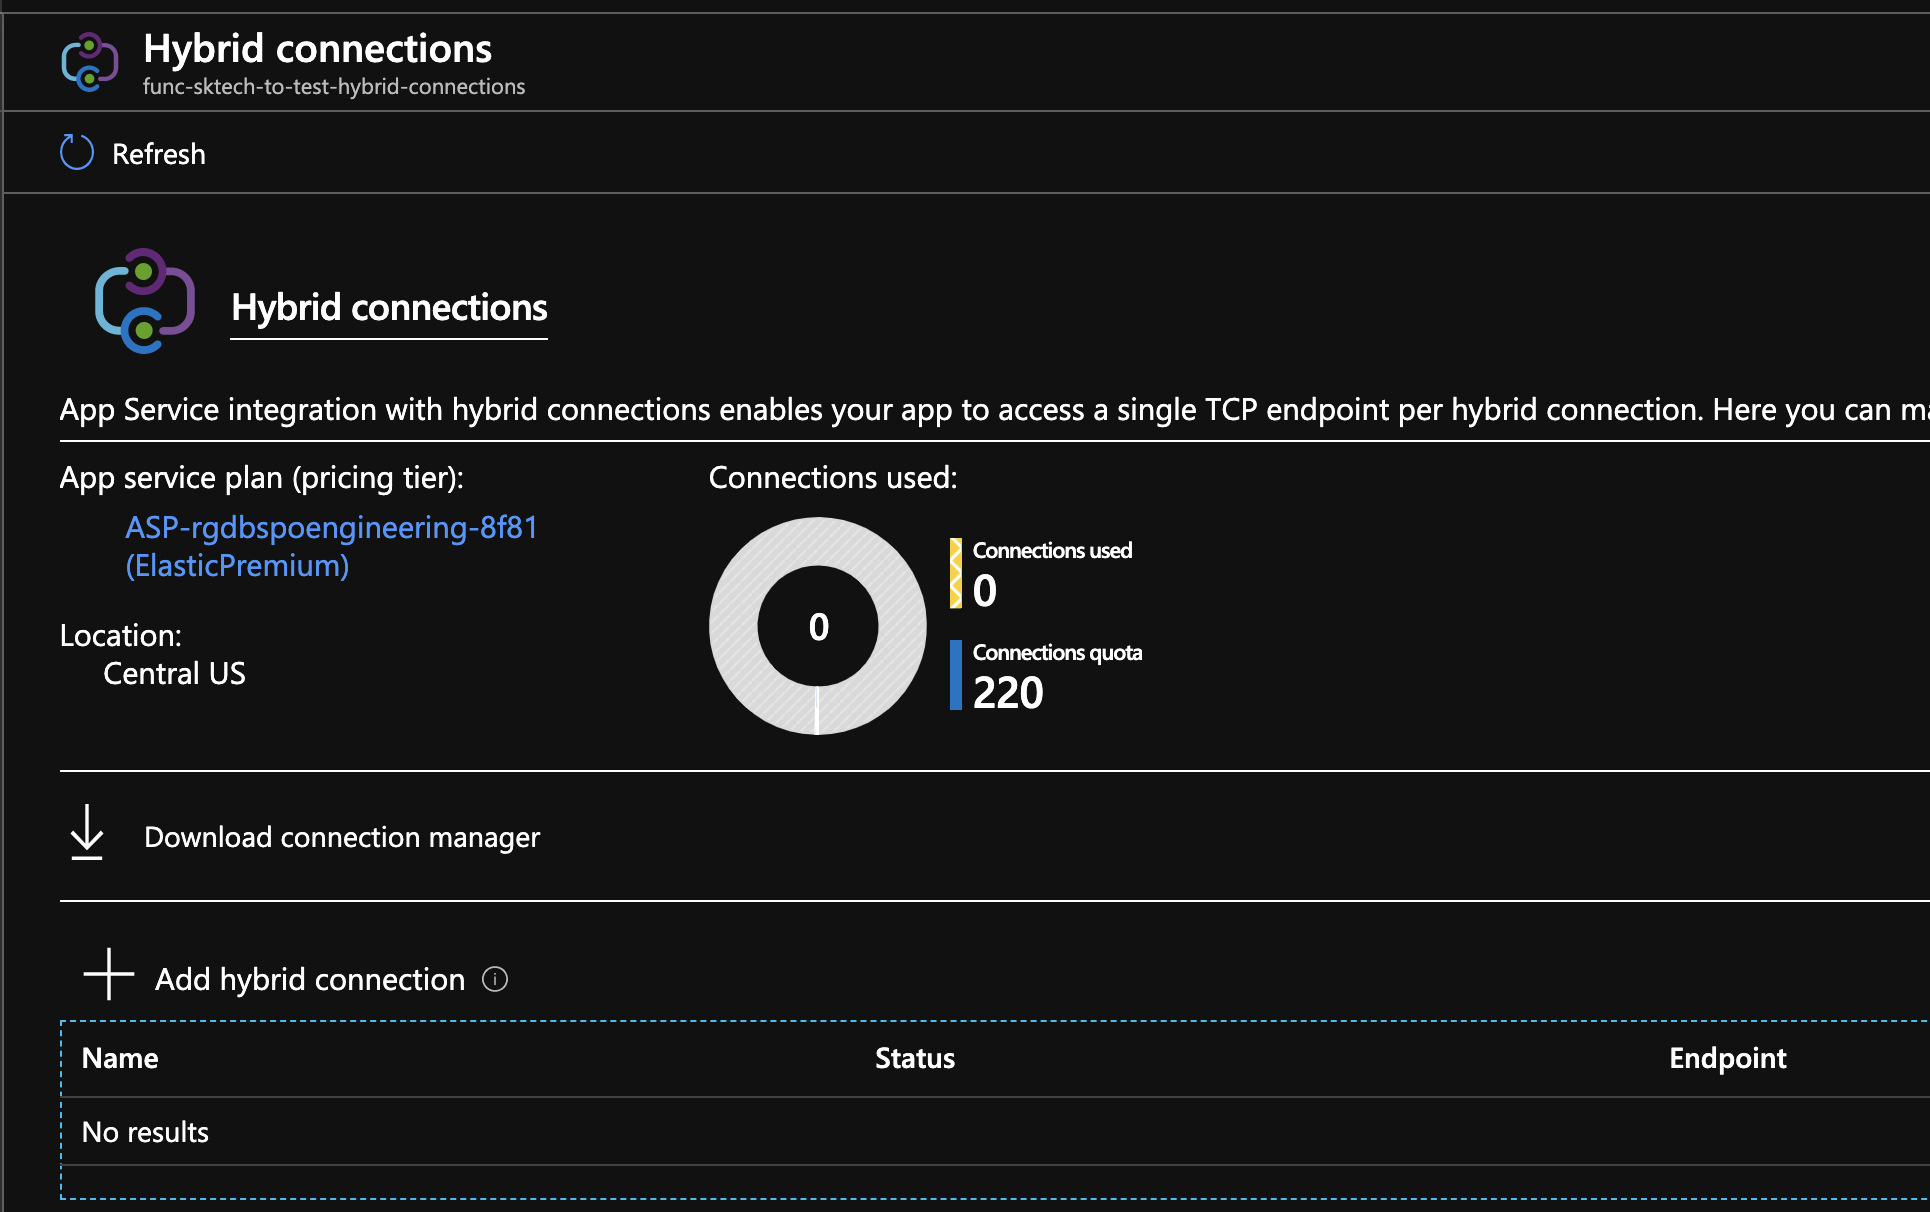 Hybrid connections
func-sktech-to-test-hybrid-connections
Refresh
Hybrid connections
App Service integration with hybrid connections enables your app to access a single TCP endpoint per hybrid connection. Here you can ma
App service plan (pricing tier):
ASP-rgdbspoengineering-8f81
(ElasticPremium)
Location:
Central US
Connections used:
0
Connections used
0
Connections quota
220
Download connection manager
Add hybrid connection
Name Status Endpoint
No results